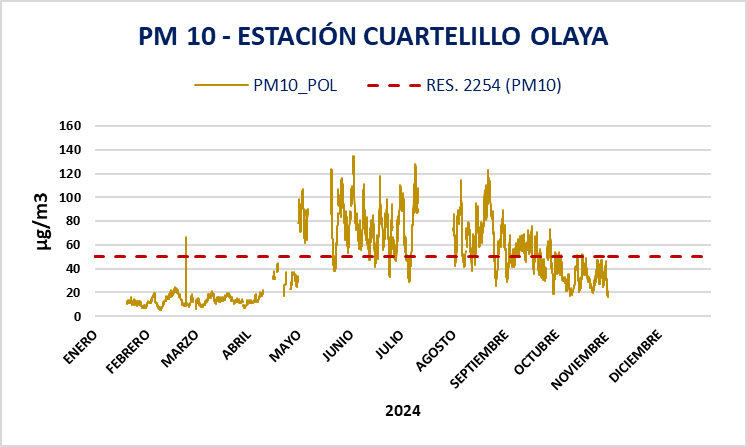 PM 10 - ESTACIÓN CUARTELILLO OLAYA
PM10_POL
RES. 2254 (PM10)
µg/m3
160
140
120
100
80
60
40
20
0
ENERO
FEBRERO
MARZO
ABRIL
MAYO
JUNIO
JULIO
AGOSTO
SEPTIEMBRE
OCTUBRE
NOVIEMBRE
DICIEMBRE
2024